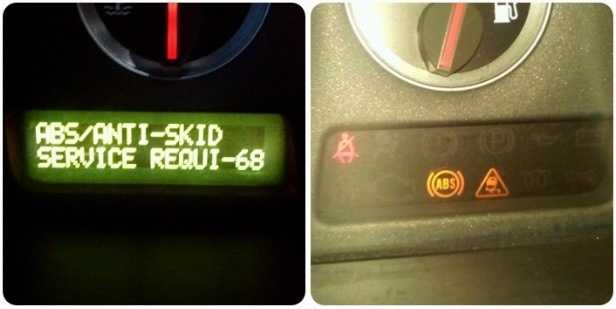 ABS/ANTI-SKID
SERVICE REQUI-68
ABS